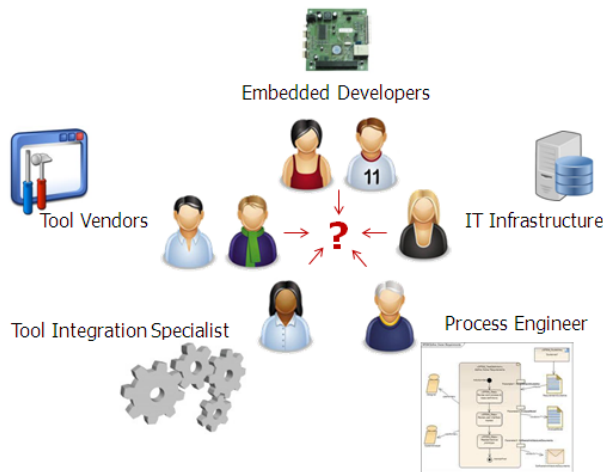 Embedded Developers
11
Tool Vendors
IT Infrastructure
?
Tool Integration Specialist
Process Engineer